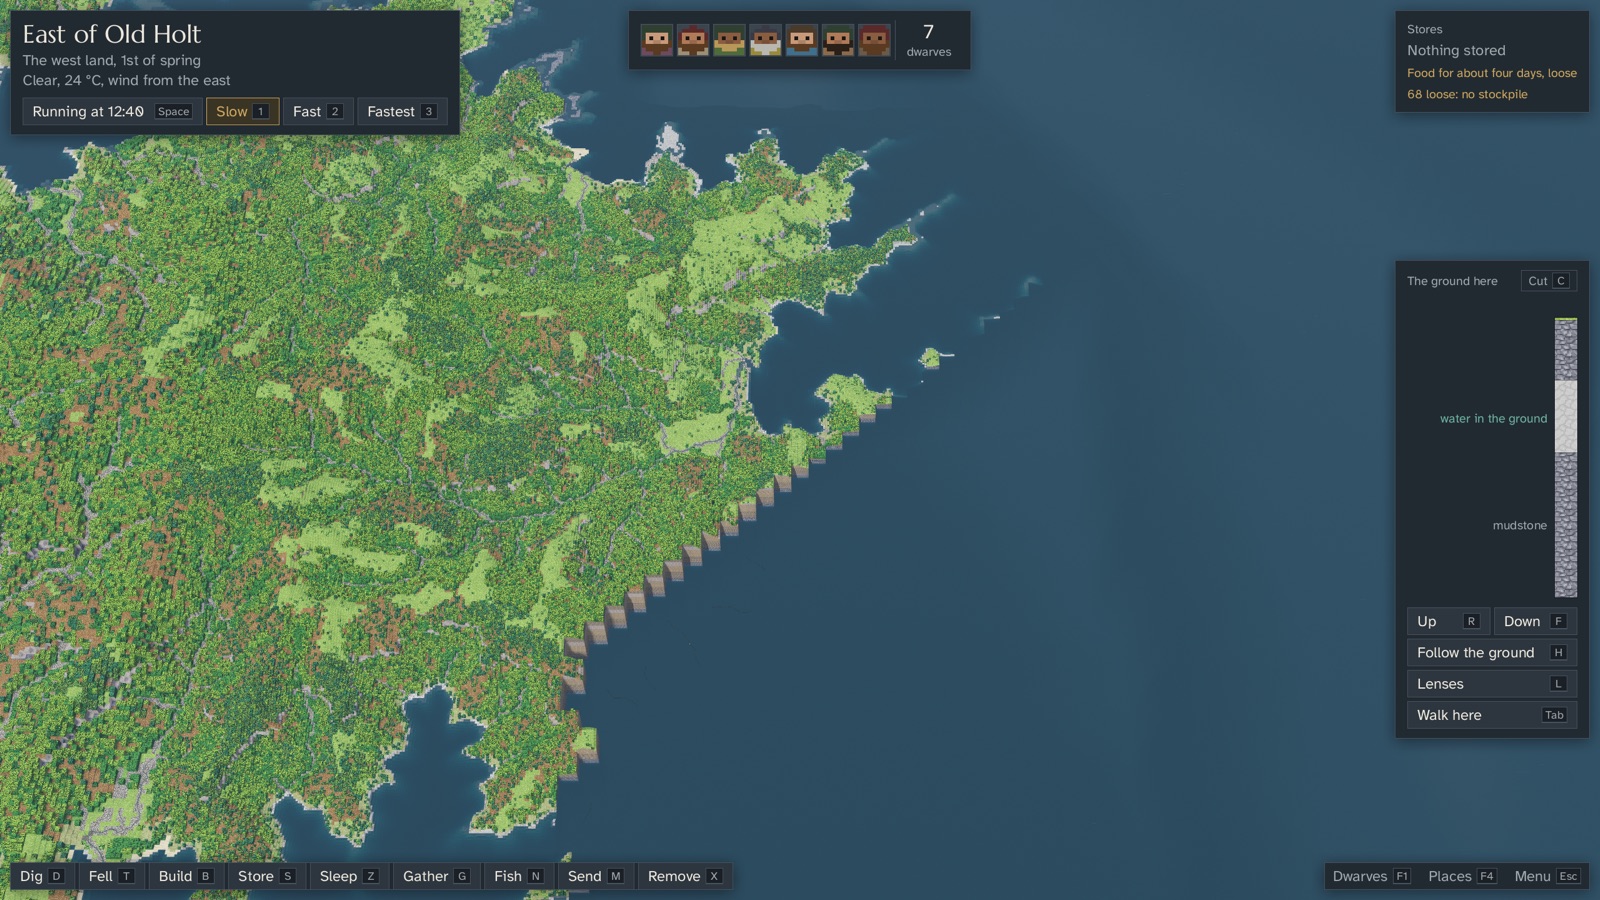 East of Old Holt
The west land, 1st of spring
Clear, 24 °C, wind from the east
Running at 12:40 Space
Slow 1
Fast 2
Fastest 3
7
dwarves
Stores
Nothing stored
Food for about four days, loose
68 loose: no stockpile
The ground here
Cut C
water in the ground
mudstone
Up R
Down F
Follow the ground H
Lenses L
Walk here Tab
Dig D
Fell T
Build B
Store S
Sleep Z
Gather G
Fish N
Send M
Remove X
Dwarves F1
Places F4
Menu Esc